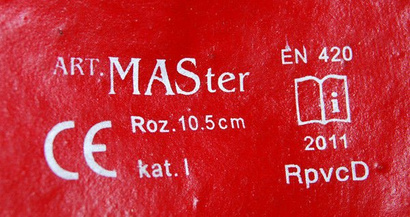 ART. MASter
EN 420
CE
Roz. 10.5cm
i
2011
kat. I
RpvcD